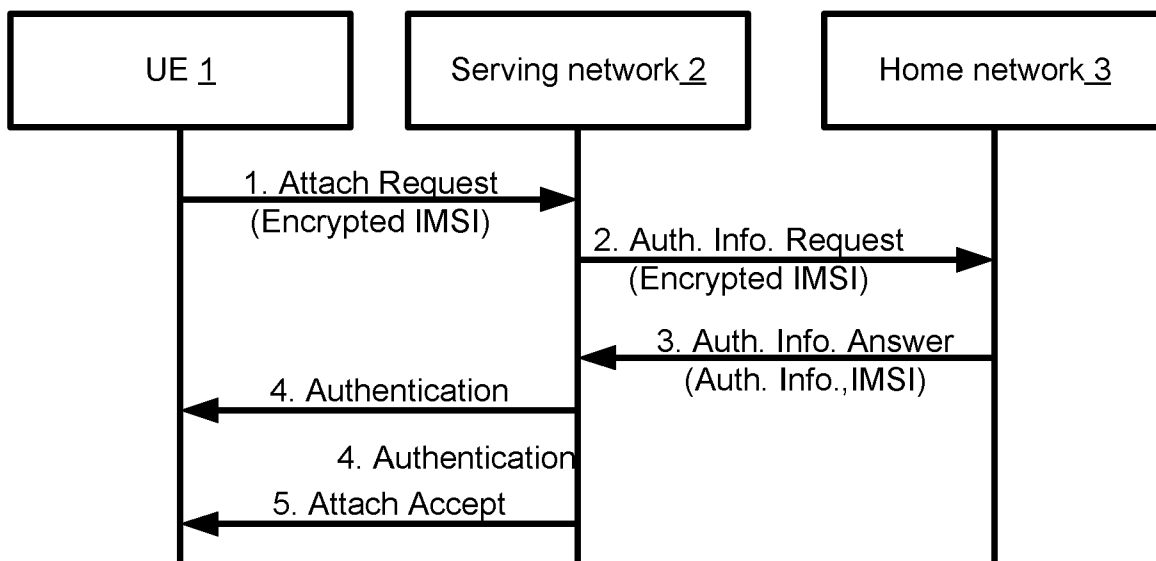 UE 1
Serving network 2
Home network 3
1. Attach Request
(Encrypted IMSI)
2. Auth. Info. Request
(Encrypted IMSI)
3. Auth. Info. Answer
(Auth. Info.,IMSI)
4. Authentication
4. Authentication
5. Attach Accept